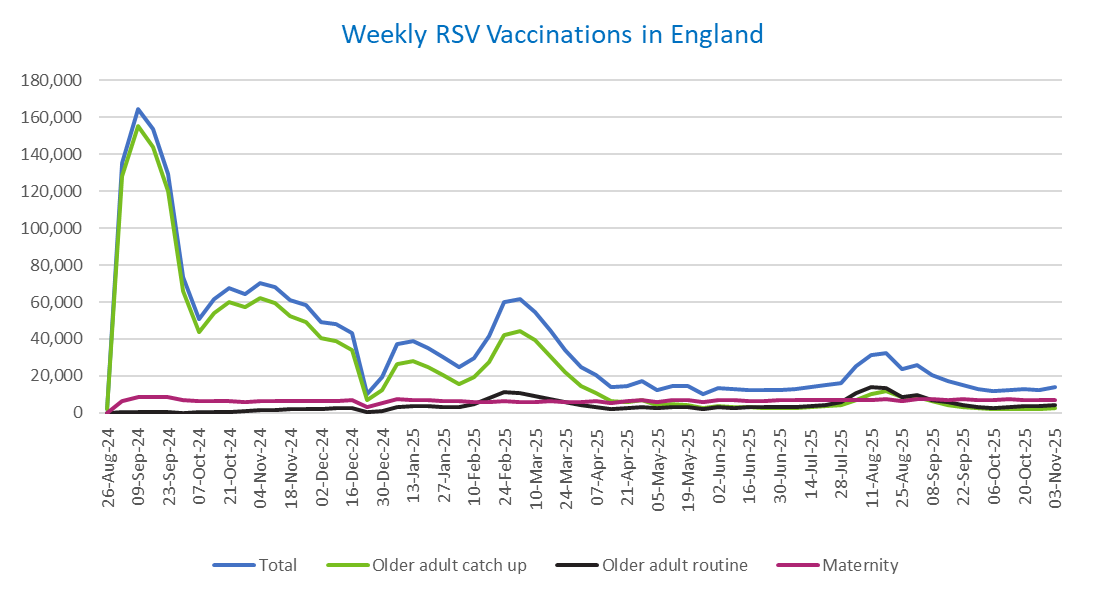 Weekly RSV Vaccinations in England
180,000
160,000
140,000
120,000
100,000
80,000
60,000
40,000
20,000
0
26-Aug-24
09-Sep-24
23-Sep-24
07-Oct-24
21-Oct-24
04-Nov-24
18-Nov-24
02-Dec-24
16-Dec-24
30-Dec-24
13-Jan-25
27-Jan-25
10-Feb-25
24-Feb-25
10-Mar-25
24-Mar-25
07-Apr-25
21-Apr-25
05-May-25
19-May-25
02-Jun-25
16-Jun-25
30-Jun-25
14-Jul-25
28-Jul-25
11-Aug-25
25-Aug-25
08-Sep-25
22-Sep-25
06-Oct-25
20-Oct-25
03-Nov-25
Total Older adult catch up Older adult routine Maternity